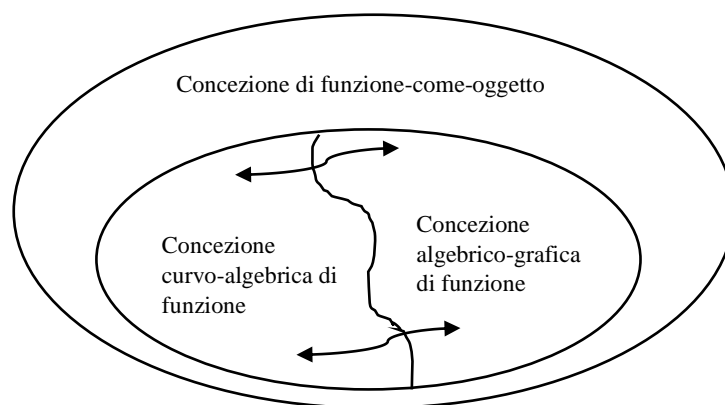 Concezione di funzione-come-oggetto
Concezione
curvo-algebrica di
funzione
Concezione
algebrico-grafica
di funzione